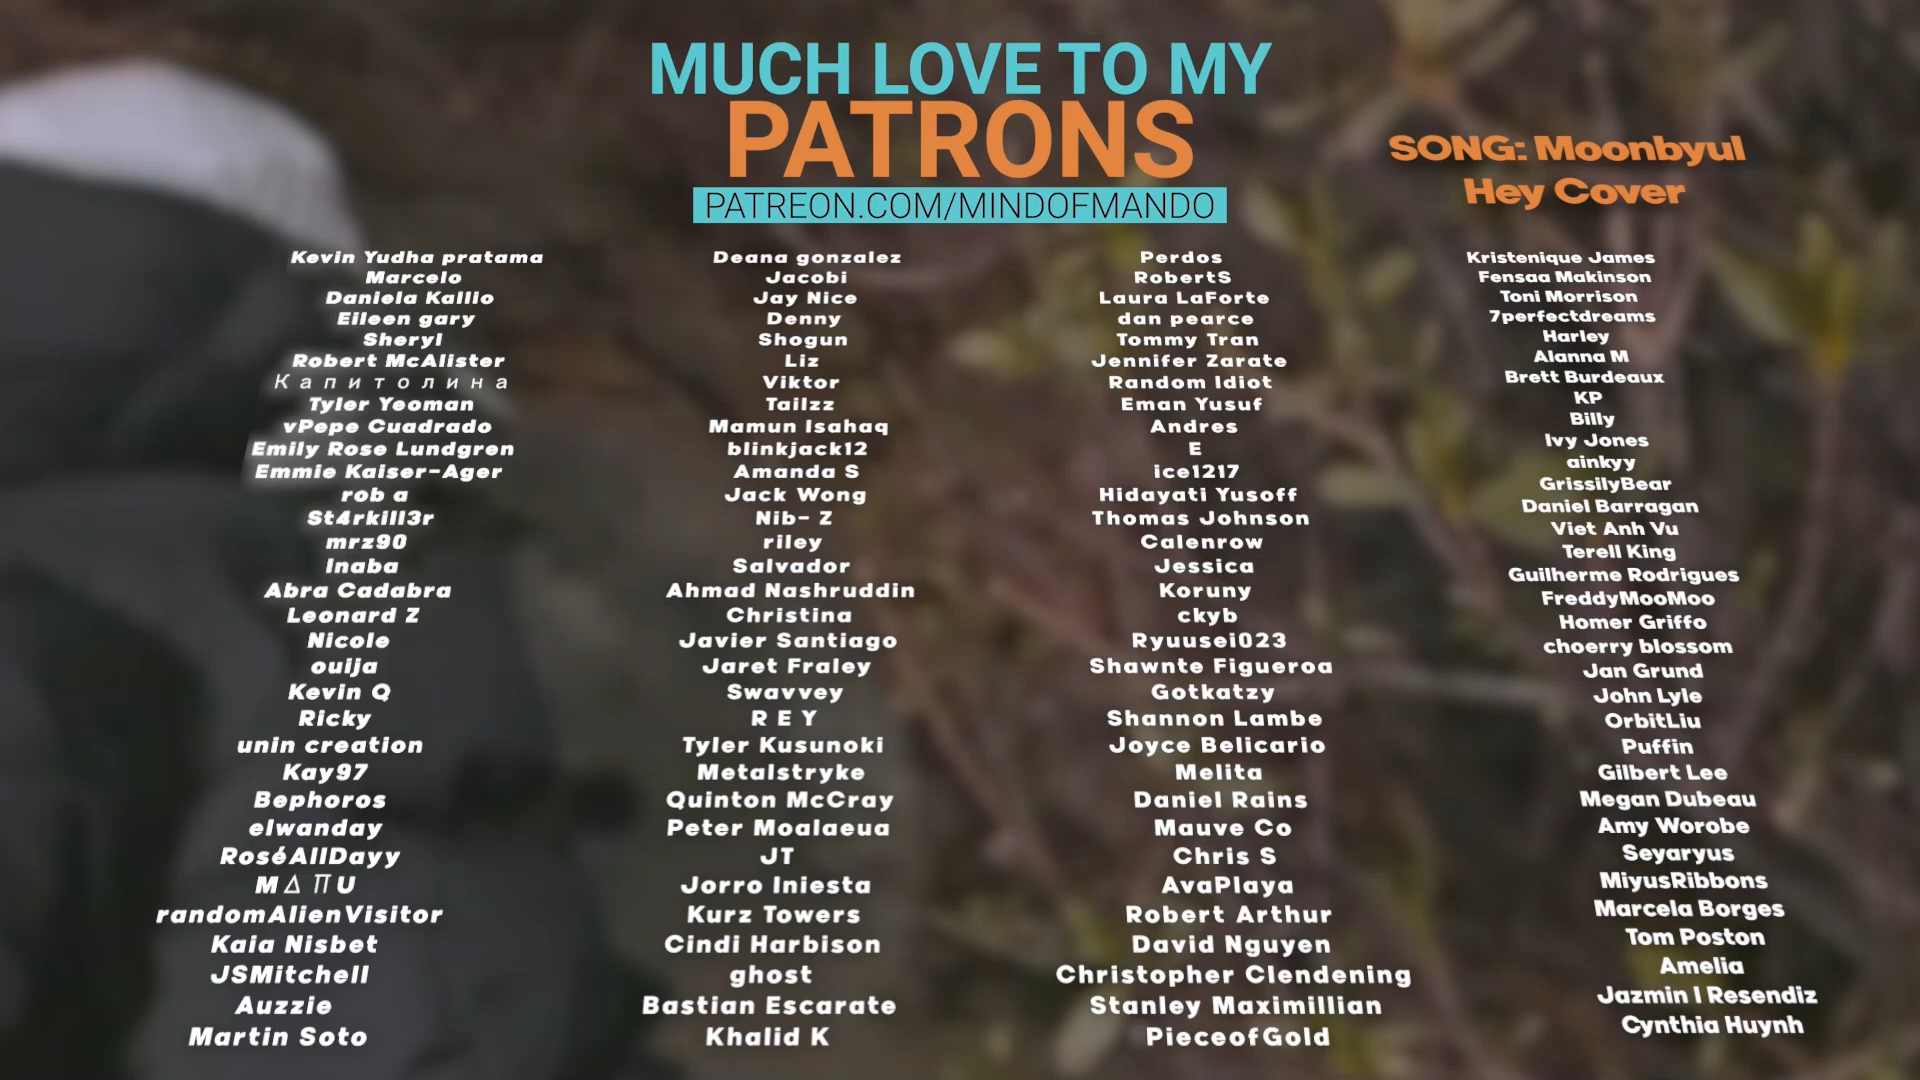 MUCH LOVE TO MY
PATRONS
PATREON.COM/MINDOFMANDO
SONG: Moonbyul
Hey Cover
Kevin Yudha pratama
Marcelo
Daniela Kallio
Eileen gary
Sheryl
Robert McAlister
Капитолина
Tyler Yeoman
vPepe Cuadrado
Emily Rose Lundgren
Emmie Kaiser-Ager
rob a
St4rkill3r
mrz90
Inaba
Abra Cadabra
Leonard Z
Nicole
ouija
Kevin Q
Ricky
unin creation
Kay97
Bephoros
elwanday
RoséAllDayy
M Δ Π U
randomAlienVisitor
Kaia Nisbet
JSMitchell
Auzzie
Martin Soto
Deana gonzalez
Jacobi
Jay Nice
Denny
Shogun
Liz
Viktor
Tailzz
Mamun Isahaq
blinkjack12
Amanda S
Jack Wong
Nib- Z
riley
Salvador
Ahmad Nashruddin
Christina
Javier Santiago
Jaret Fraley
Swavvey
R E Y
Tyler Kusunoki
Metalstryke
Quinton McCray
Peter Moalaeua
JT
Jorro Iniesta
Kurz Towers
Cindi Harbison
ghost
Bastian Escarate
Khalid K
Perdos
RobertS
Laura LaForte
dan pearce
Tommy Tran
Jennifer Zarate
Random Idiot
Eman Yusuf
Andres
E
ice1217
Hidayati Yusoff
Thomas Johnson
Calenrow
Jessica
Koruny
ckyb
Ryuusei023
Shawnte Figueroa
Gotkatzy
Shannon Lambe
Joyce Belicario
Melita
Daniel Rains
Mauve Co
Chris S
AvaPlaya
Robert Arthur
David Nguyen
Christopher Clendening
Stanley Maximillian
PieceofGold
Kristenique James
Fensaa Makinson
Toni Morrison
7perfectdreams
Harley
Alanna M
Brett Burdeaux
KP
Billy
Ivy Jones
ainkyy
GrissilyBear
Daniel Barragan
Viet Anh Vu
Terell King
Guilherme Rodrigues
FreddyMooMoo
Homer Griffo
choerry blossom
Jan Grund
John Lyle
OrbitLiu
Puffin
Gilbert Lee
Megan Dubeau
Amy Worobe
Seyaryus
MiyusRibbons
Marcela Borges
Tom Poston
Amelia
Jazmin I Resendiz
Cynthia Huynh